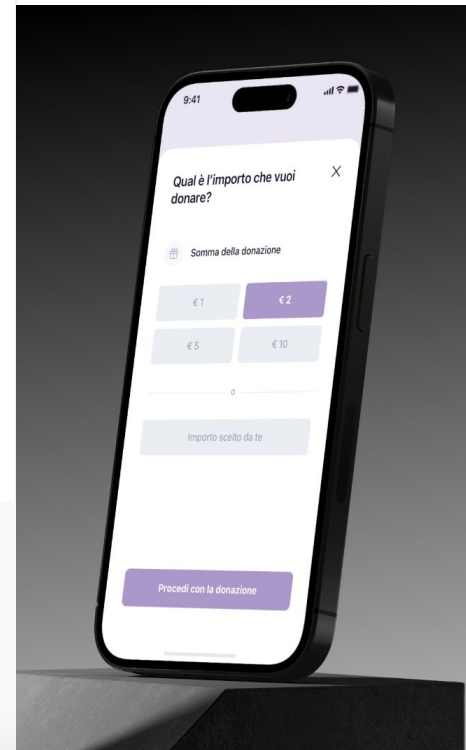 9:41
Qual è l'importo che vuoi
donare?
Somma della donazione
€ 1
€ 2
€ 5
€ 10
o
Importo scelto da te
Procedi con la donazione